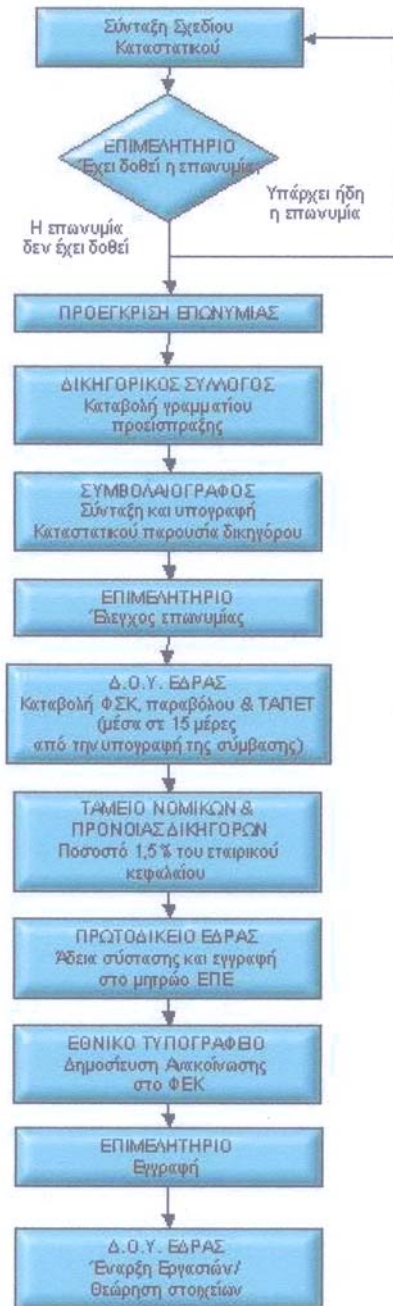 Σύνταξη Σχεδίου
Καταστατικού
ΕΠΙΜΕΛΗΤΗΡΙΟ
Έχει δοθεί η επωνυμία;
Υπάρχει ήδη
η επωνυμία
Η επωνυμία
δεν έχει δοθεί
ΠΡΟΕΓΚΡΙΣΗ ΕΠΩΝΥΜΙΑΣ
ΔΙΚΗΓΟΡΙΚΟΣ ΣΥΛΛΟΓΟΣ
Καταβολή γραμματίου
προείσπραξης
ΣΥΜΒΟΛΑΙΟΓΡΑΦΟΣ
Σύνταξη και υπογραφή
Καταστατικού παρουσία δικηγόρου
ΕΠΙΜΕΛΗΤΗΡΙΟ
Έλεγχος επωνυμίας
Δ.Ο.Υ. ΕΔΡΑΣ
Καταβολή ΦΣΚ, παραβόλου & ΤΑΠΕΤ
(μέσα στ 15 μέρες
από την υπογραφή της σύμβασης)
ΤΑΜΕΙΟ ΝΟΜΙΚΩΝ &
ΠΡΟΝΟΙΑΣ ΔΙΚΗΓΟΡΩΝ
Ποσοστό 1,5% του εταιρικού
κεφαλαίου
ΠΡΩΤΟΔΙΚΕΙΟ ΕΔΡΑΣ
Άδεια σύστασης και εγγραφή
στο μητρώο ΕΠΕ
ΕΘΝΙΚΟ ΤΥΠΟΓΡΑΦΕΙΟ
Δημοσίευση Ανακοίνωσης
στο ΦΕΚ
ΕΠΙΜΕΛΗΤΗΡΙΟ
Εγγραφή
Δ.Ο.Υ. ΕΔΡΑΣ
Έναρξη Εργασιών/
Θεώρηση στοιχείων